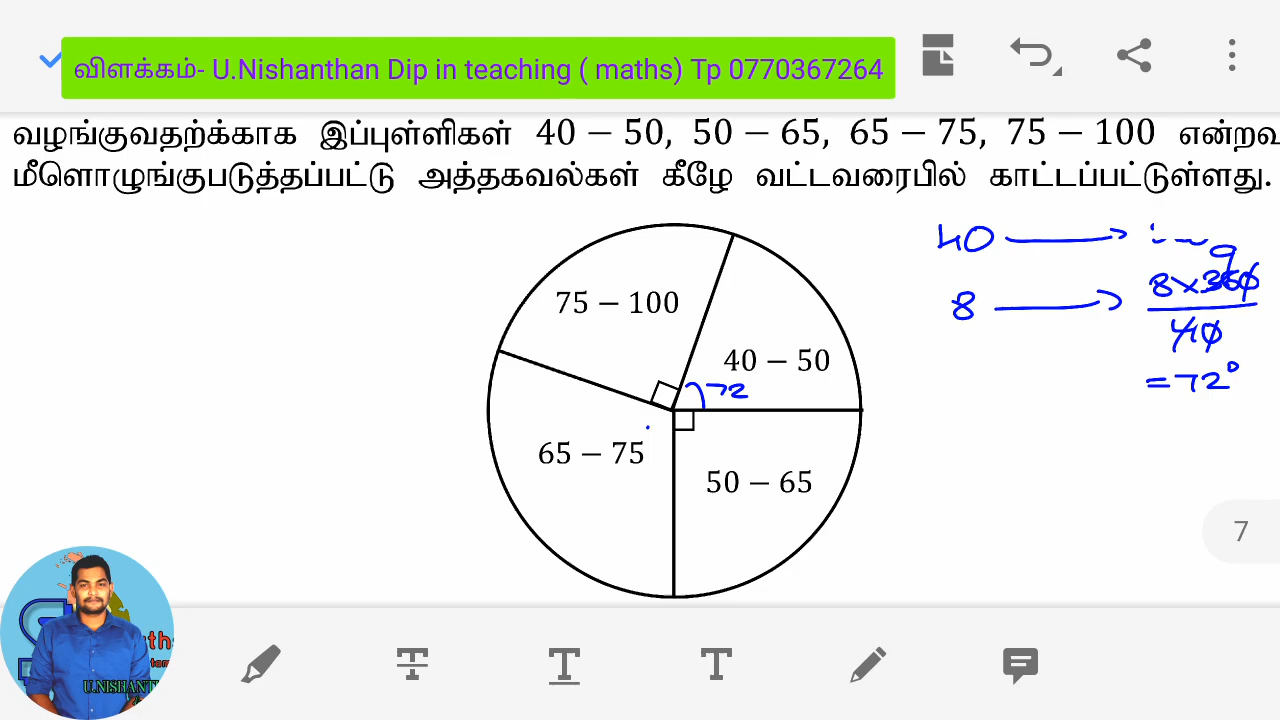 விளக்கம்- U.Nishanthan Dip in teaching ( maths) Tp 0770367264
வழங்குவதற்க்காக இப்புள்ளிகள் 40 – 50, 50 – 65, 65 – 75, 75 – 100 என்றவ
மீளொழுங்குபடுத்தப்பட்டு அத்தகவல்கள் கீழே வட்டவரைபில் காட்டப்பட்டுள்ளது.
40
75 – 100
9
8
8×360
40
40 – 50
=72°
72
65 – 75
50 – 65
7
U.NISHANT